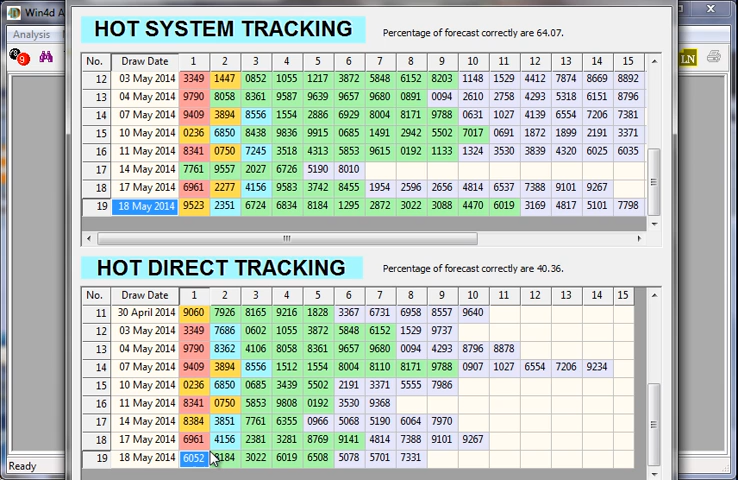 Win4d A
Analysis
9
LN
HOT SYSTEM TRACKING
Percentage of forecast correctly are 64.07.
No. Draw Date 1 2 3 4 5 6 7 8 9 10 11 12 13 14 15
12 03 May 2014 3349 1447 0852 1055 1217 3872 5848 6152 8203 1148 1529 4412 7874 8669 8892
13 04 May 2014 9790 8058 8361 9587 9639 9657 9680 0891 0094 2610 2758 4293 5318 6151 8796
14 07 May 2014 9409 3894 8556 1554 2886 6929 8004 8171 9788 0631 1027 4139 6554 7206 7381
15 10 May 2014 0236 6850 8438 9836 9915 0685 1491 2942 5502 7017 0691 1872 1899 2191 3371
16 11 May 2014 8341 0750 7245 3518 4313 5853 9615 0192 1133 1324 3530 3839 4320 6025 6035
17 14 May 2014 7761 9557 2027 6726 5190 8010
18 17 May 2014 6961 2277 4156 9583 3742 8455 1954 2596 2656 4814 6537 7388 9101 9267
19 18 May 2014 9523 2351 6724 6834 8184 1295 2872 3022 3088 4470 6019 3169 4817 5101 7798
HOT DIRECT TRACKING
Percentage of forecast correctly are 40.36.
No. Draw Date 1 2 3 4 5 6 7 8 9 10 11 12 13 14 15
11 30 April 2014 9060 7926 8165 9216 1828 3367 6731 6958 8557 9640
12 03 May 2014 3349 7686 0602 1055 3872 5848 6152 1529 9737
13 04 May 2014 9790 8362 4106 8058 8361 9657 9680 0094 4293 8796 8878
14 07 May 2014 9409 3894 8556 1512 1554 8004 8110 8171 9788 0907 1027 6554 7206 9234
15 10 May 2014 0236 6850 0685 3439 5502 2191 3371 5555 7986
16 11 May 2014 8341 0750 5853 9808 0192 3530 9368
17 14 May 2014 8384 3851 7761 6355 0966 5068 5190 6064 7970
18 17 May 2014 6961 4156 2381 3281 8769 9141 4814 7388 9101 9267
19 18 May 2014 6052 8184 3022 6019 6508 5078 5701 7331
Ready